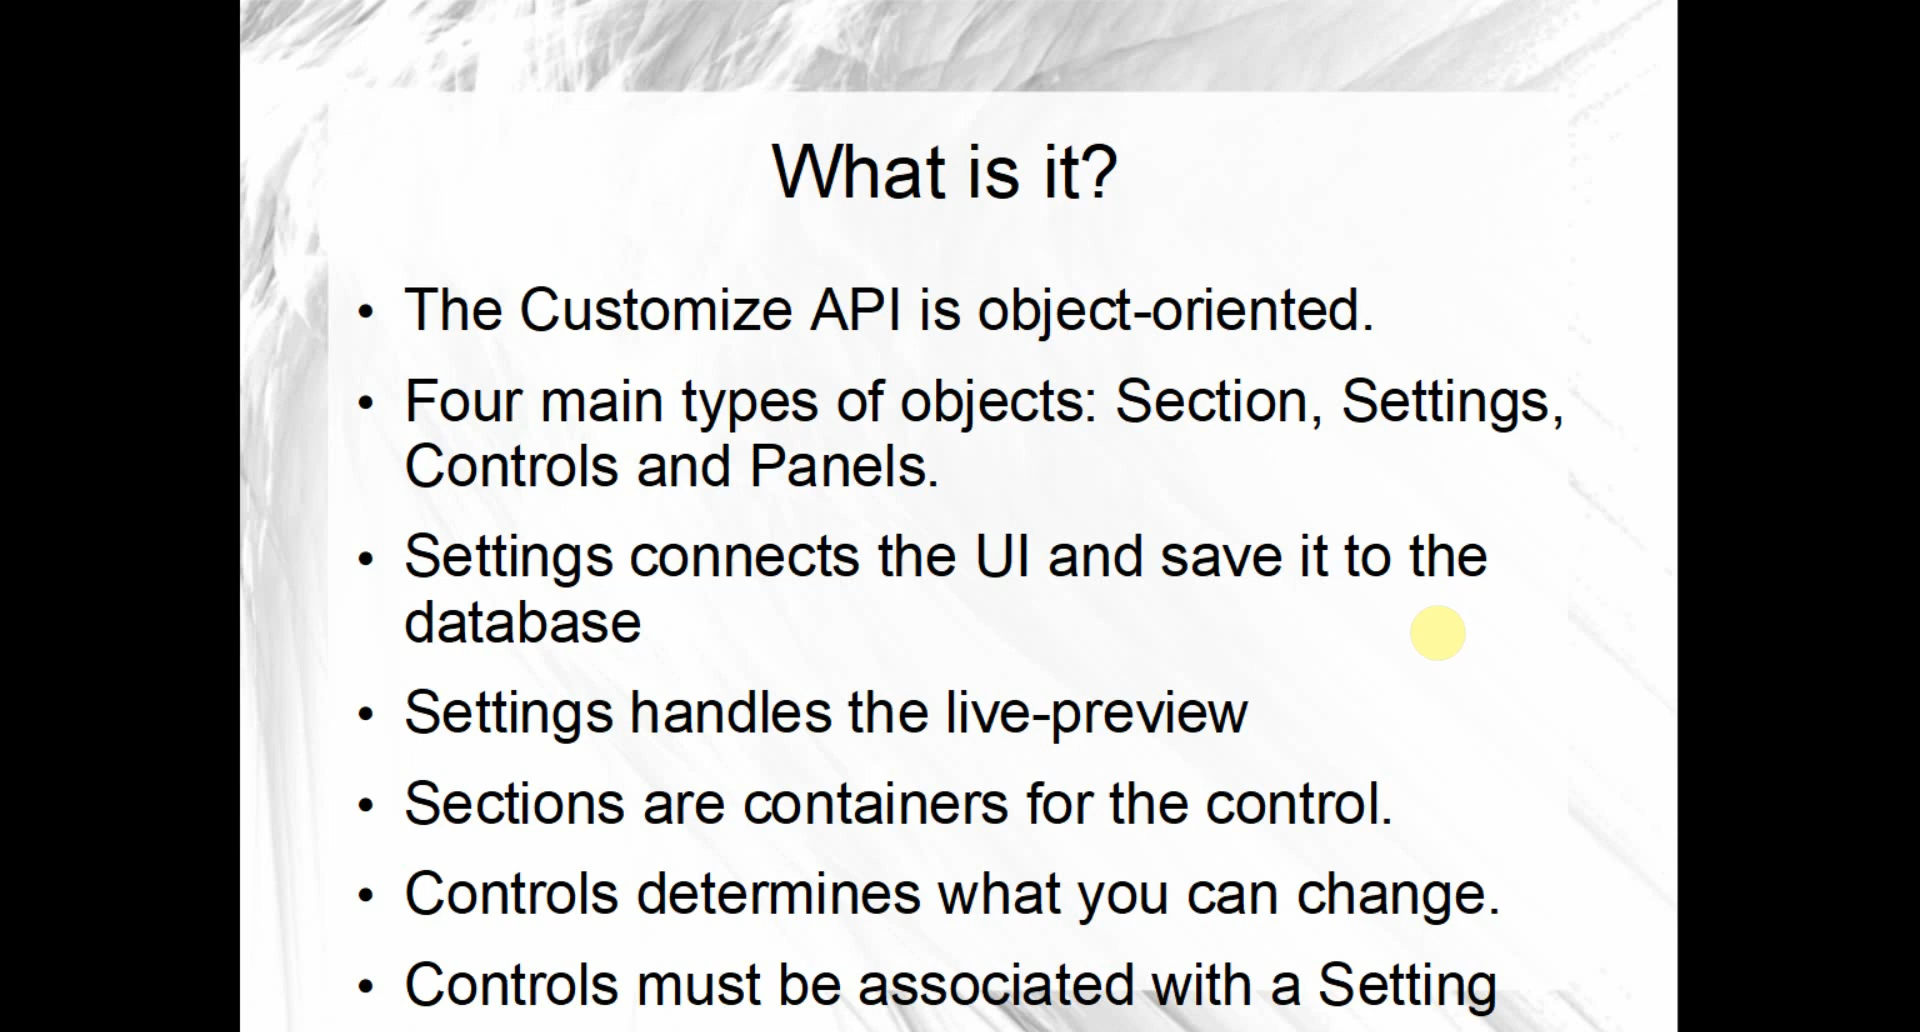 What is it?
• The Customize API is object-oriented.
• Four main types of objects: Section, Settings,
Controls and Panels.
• Settings connects the UI and save it to the
database
• Settings handles the live-preview
• Sections are containers for the control.
• Controls determines what you can change.
• Controls must be associated with a Setting